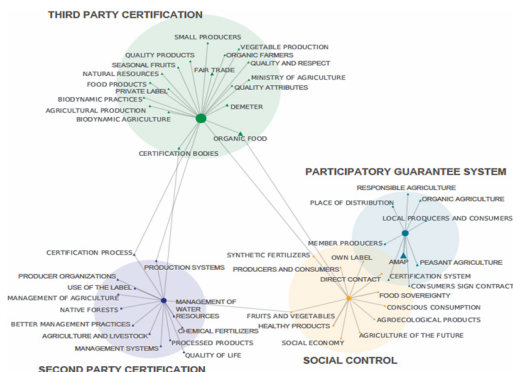 THIRD PARTY CERTIFICATION
SMALL PRODUCERS
VEGETABLE PRODUCTION
QUALITY PRODUCTS
ORGANIC FARMERS
SEASONAL FRUITS
QUALITY AND RESPECT
NATURAL RESOURCES
FAIR TRADE
MINISTRY OF AGRICULTURE
FOOD PRODUCTS
PRIVATE LABEL
QUALITY ATTRIBUTES
BIODYNAMIC PRACTICES
DEMETER
AGRICULTURAL PRODUCTION
BIODYNAMIC AGRICULTURE
ORGANIC FOOD
CERTIFICATION BODIES
PARTICIPATORY GUARANTEE SYSTEM
RESPONSIBLE AGRICULTURE
PLACE OF DISTRIBUTION
ORGANIC AGRICULTURE
LOCAL PRODUCERS AND CONSUMERS
MEMBER PRODUCERS
AMAP
PEASANT AGRICULTURE
CERTIFICATION SYSTEM
CONSUMERS SIGN CONTRACT
CERTIFICATION PROCESS
PRODUCTION SYSTEMS
PRODUCER ORGANIZATIONS
USE OF THE LABEL
MANAGEMENT OF AGRICULTURE
MANAGEMENT OF
WATER
RESOURCES
NATIVE FORESTS
BETTER MANAGEMENT PRACTICES
CHEMICAL FERTILIZERS
AGRICULTURE AND LIVESTOCK
PROCESSED PRODUCTS
MANAGEMENT SYSTEMS
QUALITY OF LIFE
SECOND PARTY CERTIFICATION
SYNTHETIC FERTILIZERS
OWN LABEL
PRODUCERS AND CONSUMERS
DIRECT CONTACT
FOOD SOVEREIGNTY
CONSCIOUS CONSUMPTION
FRUITS AND VEGETABLES
AGROECOLOGICAL PRODUCTS
HEALTHY PRODUCTS
AGRICULTURE OF THE FUTURE
SOCIAL ECONOMY
SOCIAL CONTROL